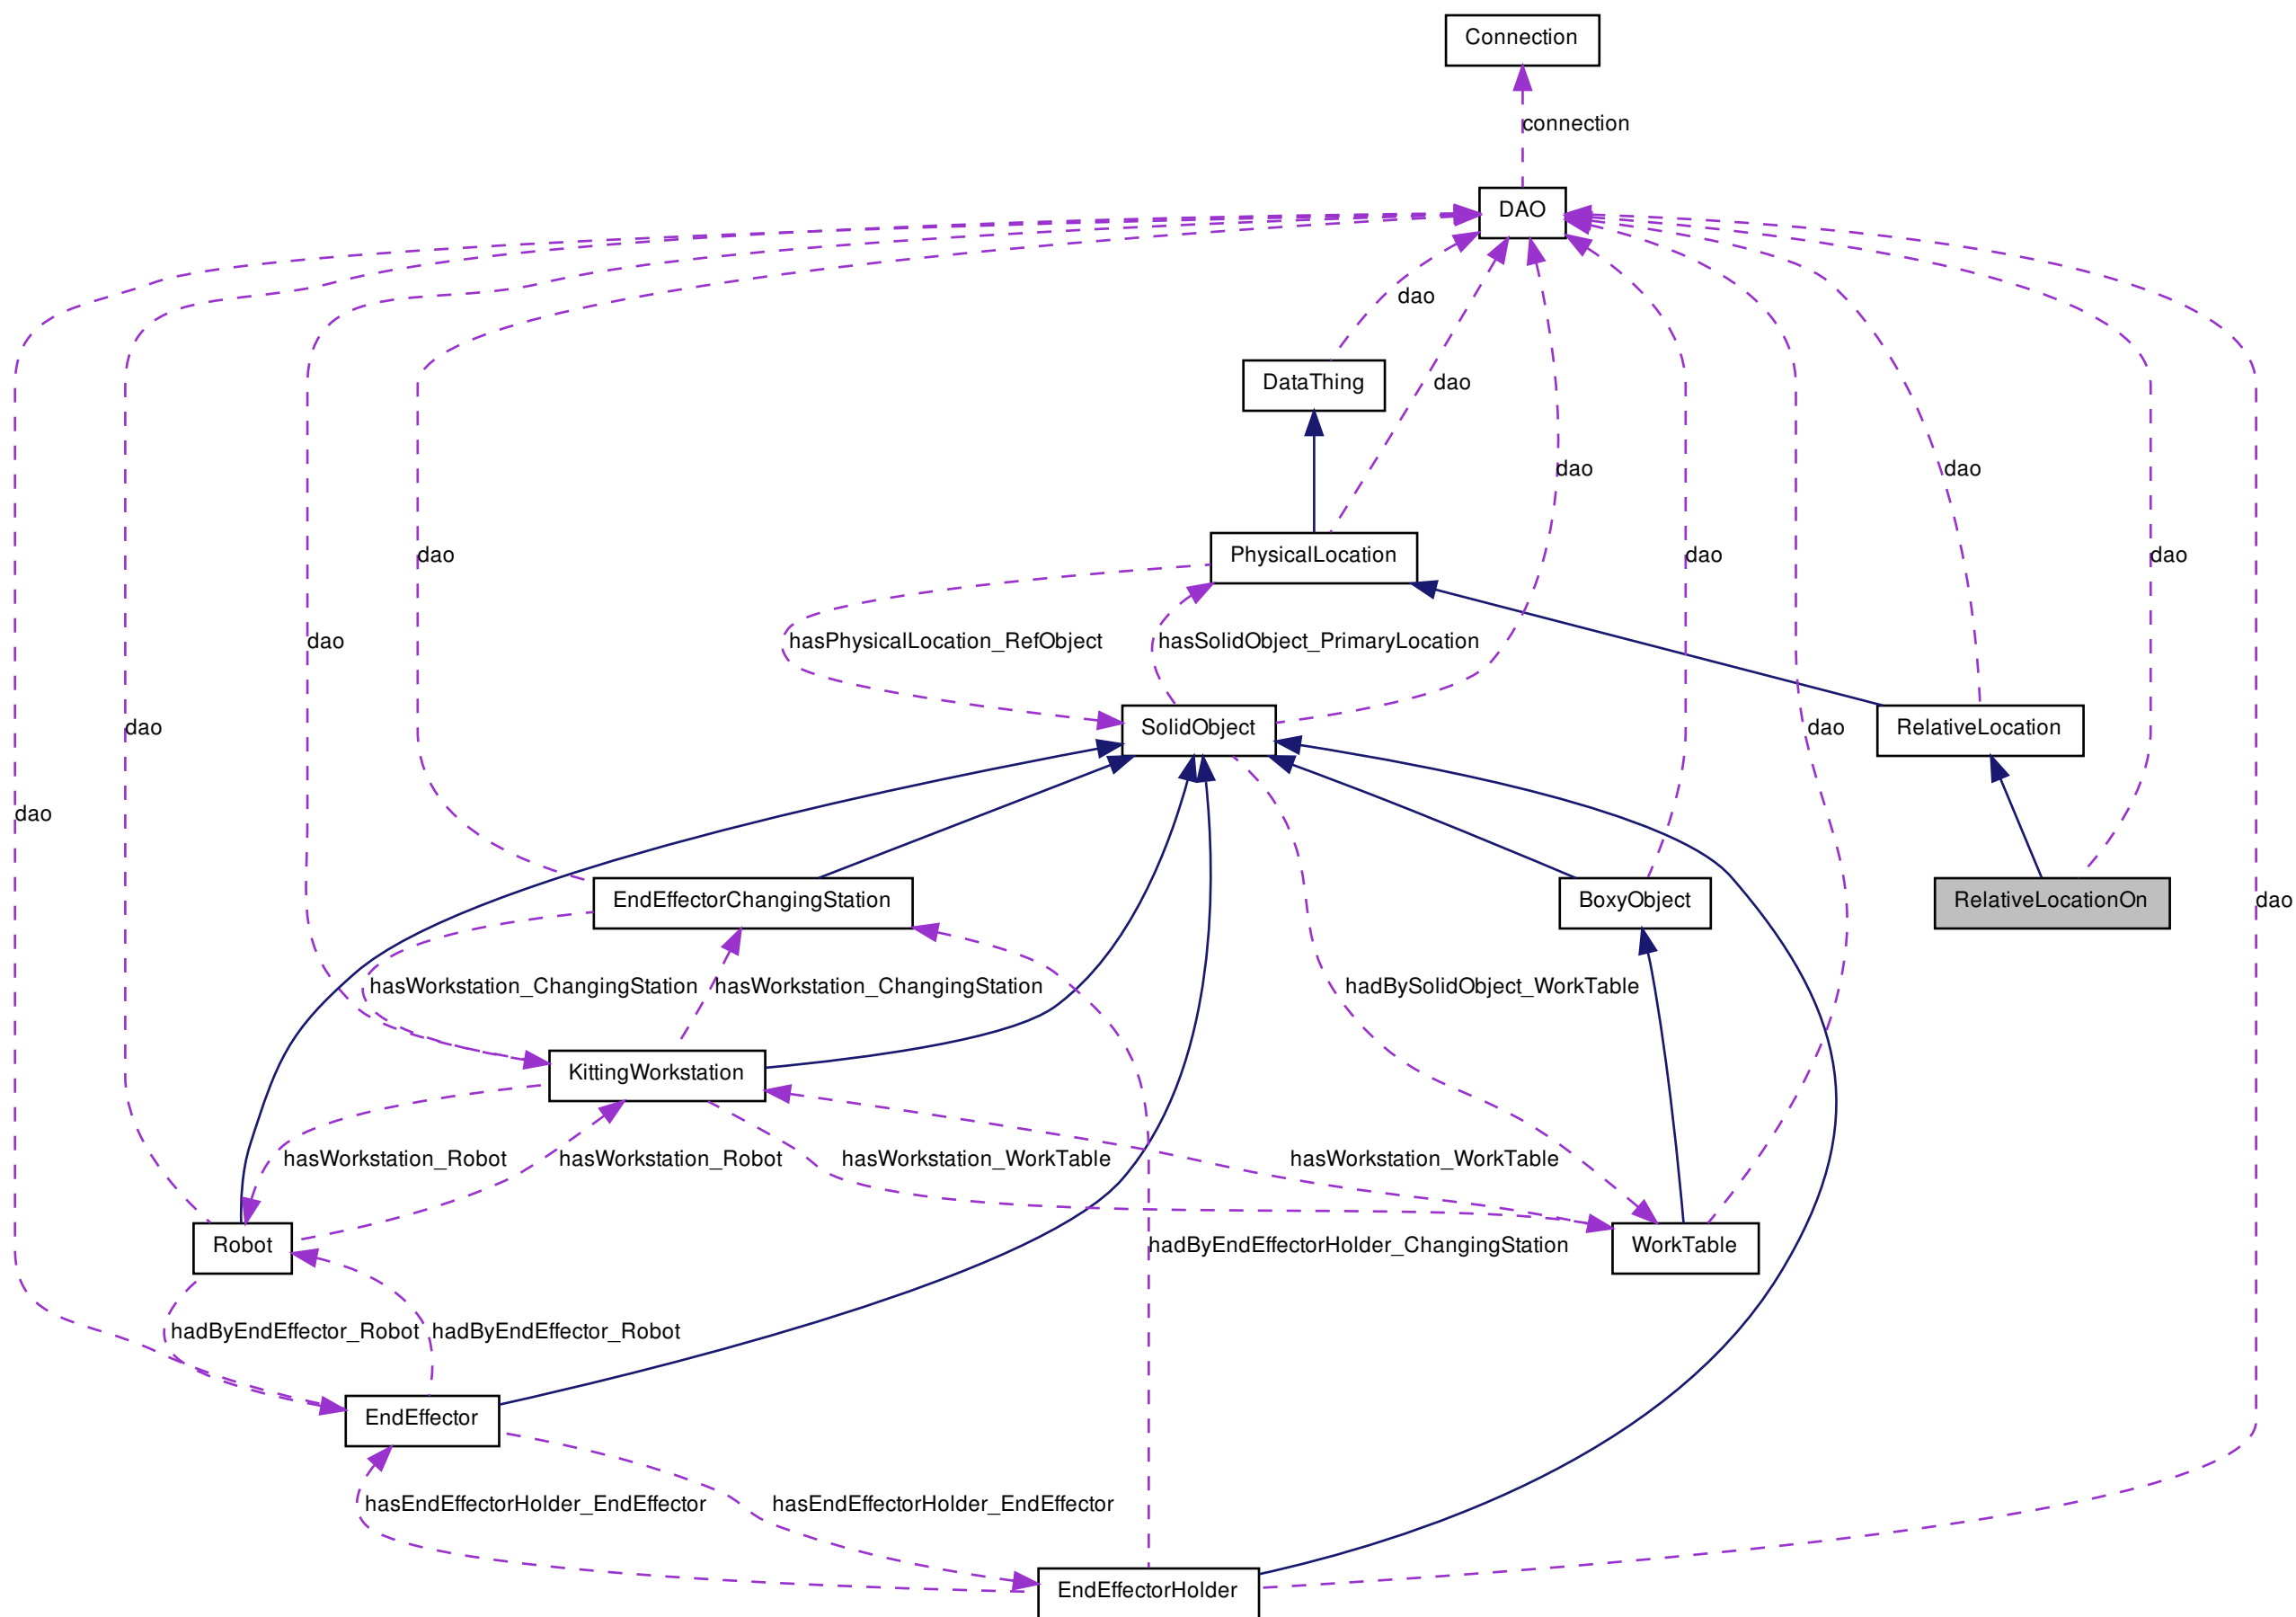 Connection
connection
DAO
dao
DataThing
dao
dao
dao
PhysicalLocation
dao
dao
dao
hasPhysicalLocation_RefObject
hasSolidObject_PrimaryLocation
dao
dao
SolidObject
dao
RelativeLocation
dao
EndEffectorChangingStation
BoxyObject
RelativeLocationOn
dao
hasWorkstation_ChangingStation
hasWorkstation_ChangingStation
hadBySolidObject_WorkTable
KittingWorkstation
hasWorkstation_Robot
hasWorkstation_Robot
hasWorkstation_WorkTable
hasWorkstation_WorkTable
Robot
hadByEndEffectorHolder_ChangingStation
WorkTable
hadByEndEffector_Robot
hadByEndEffector_Robot
EndEffector
hasEndEffectorHolder_EndEffector
hasEndEffectorHolder_EndEffector
EndEffectorHolder